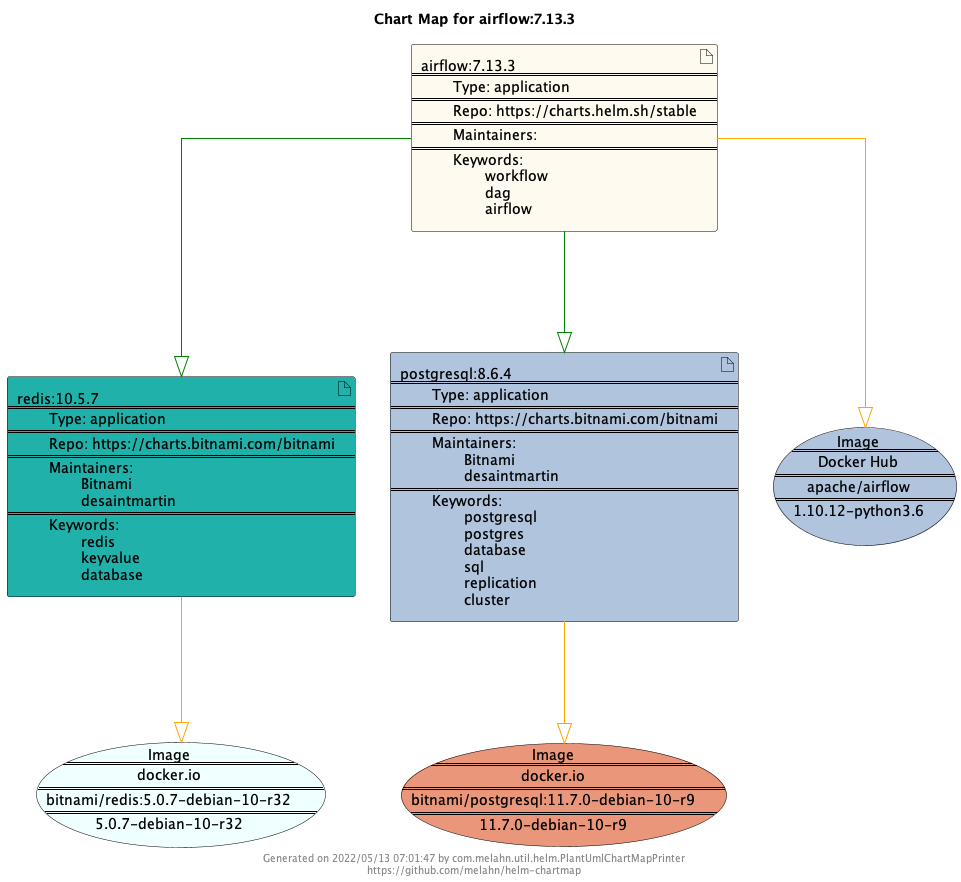 Chart Map for airflow:7.13.3
airflow:7.13.3
Type: application
Repo: https://charts.helm.sh/stable
Maintainers:
Keywords:
workflow
dag
airflow
redis:10.5.7
Type: application
Repo: https://charts.bitnami.com/bitnami
Maintainers:
Bitnami
desaintmartin
Keywords:
redis
keyvalue
database
postgresql:8.6.4
Type: application
Repo: https://charts.bitnami.com/bitnami
Maintainers:
Bitnami
desaintmartin
Keywords:
postgresql
postgres
database
sql
replication
cluster
Image
Docker Hub
apache/airflow
1.10.12-python3.6
Image
docker.io
bitnami/redis:5.0.7-debian-10-r32
5.0.7-debian-10-r32
Image
docker.io
bitnami/postgresql:11.7.0-debian-10-r9
11.7.0-debian-10-r9
Generated on 2022/05/13 07:01:47 by com.melahn.util.helm.PlantUmlChartMapPrinter
https://github.com/melahn/helm-chartmap